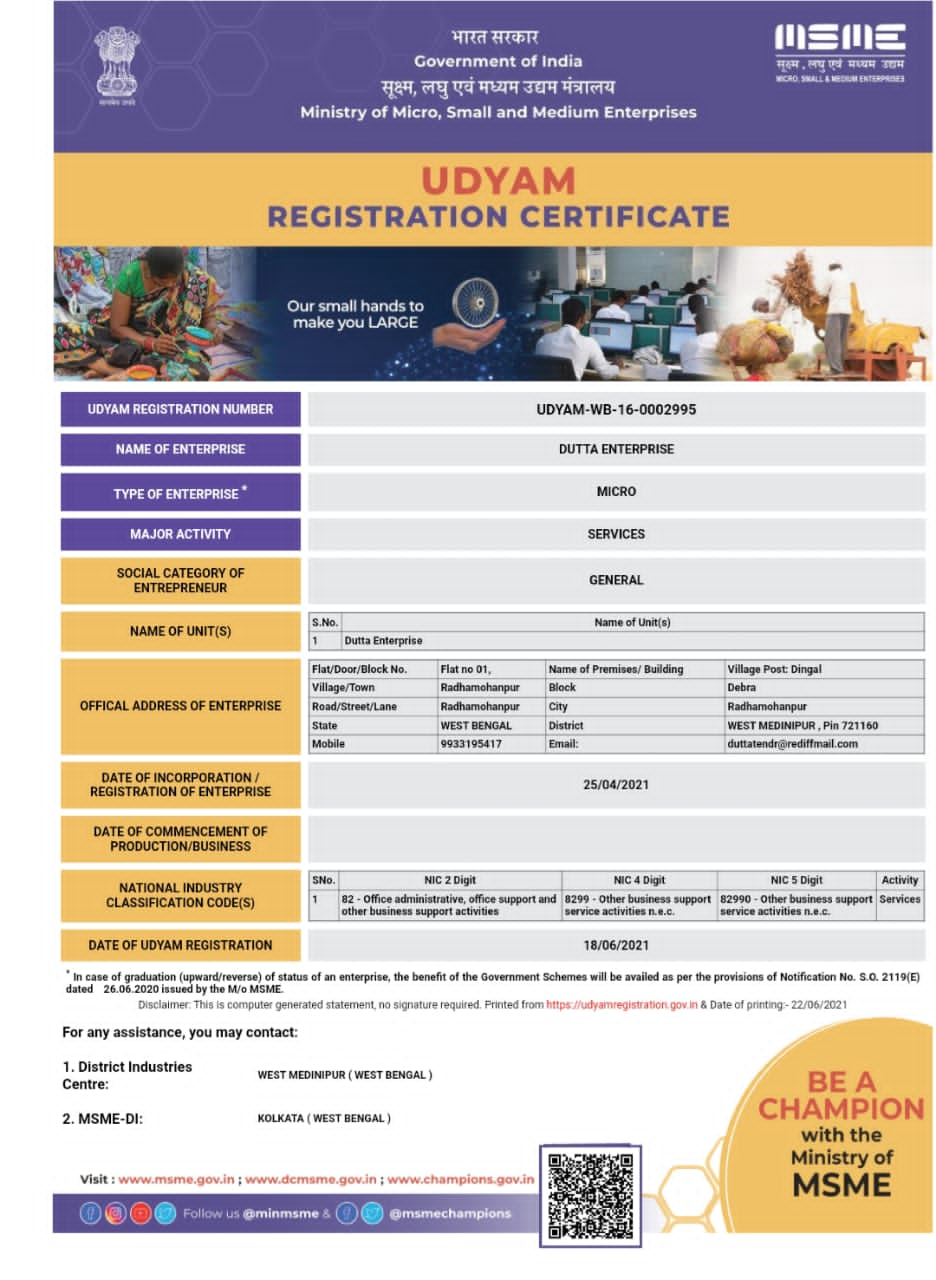 भारत सरकार
Government of India
सूक्ष्म, लघु एवं मध्यम उद्यम मंत्रालय
Ministry of Micro, Small and Medium Enterprises
सत्यमेव जयते
MSME
सूक्ष्म, लघु एवं मध्यम उद्यम
MICRO, SMALL & MEDIUM ENTERPRISES
UDYAM
REGISTRATION CERTIFICATE
Our small hands to
make you LARGE
UDYAM REGISTRATION NUMBER UDYAM-WB-16-0002995
NAME OF ENTERPRISE DUTTA ENTERPRISE
TYPE OF ENTERPRISE * MICRO
MAJOR ACTIVITY SERVICES
SOCIAL CATEGORY OF
ENTREPRENEUR
GENERAL
NAME OF UNIT(S)
S.No. Name of Unit(s)
1 Dutta Enterprise
OFFICAL ADDRESS OF ENTERPRISE
Flat/Door/Block No. Flat no 01, Name of Premises/ Building Village Post: Dingal
Village/Town Radhamohanpur Block Debra
Road/Street/Lane Radhamohanpur City Radhamohanpur
State WEST BENGAL District WEST MEDINIPUR , Pin 721160
Mobile 9933195417 Email: duttatendr@rediffmail.com
DATE OF INCORPORATION /
REGISTRATION OF ENTERPRISE
25/04/2021
DATE OF COMMENCEMENT OF
PRODUCTION/BUSINESS
NATIONAL INDUSTRY
CLASSIFICATION CODE(S)
SNo. NIC 2 Digit NIC 4 Digit NIC 5 Digit Activity
1 82 - Office administrative, office support and 8299 - Other business support 82990 - Other business support Services
other business support activities service activities n.e.c. service activities n.e.c.
DATE OF UDYAM REGISTRATION 18/06/2021
* In case of graduation (upward/reverse) of status of an enterprise, the benefit of the Government Schemes will be availed as per the provisions of Notification No. S.O. 2119(E)
dated 26.06.2020 issued by the M/o MSME.
Disclaimer: This is computer generated statement, no signature required. Printed from https://udyamregistration.gov.in & Date of printing:- 22/06/2021
For any assistance, you may contact:
1. District Industries
Centre:
WEST MEDINIPUR ( WEST BENGAL )
2. MSME-DI: KOLKATA ( WEST BENGAL )
Visit : www.msme.gov.in ; www.dcmsme.gov.in ; www.champions.gov.in
Follow us @minmsme & @msmechampions
BE A
CHAMPION
with the
Ministry of
MSME